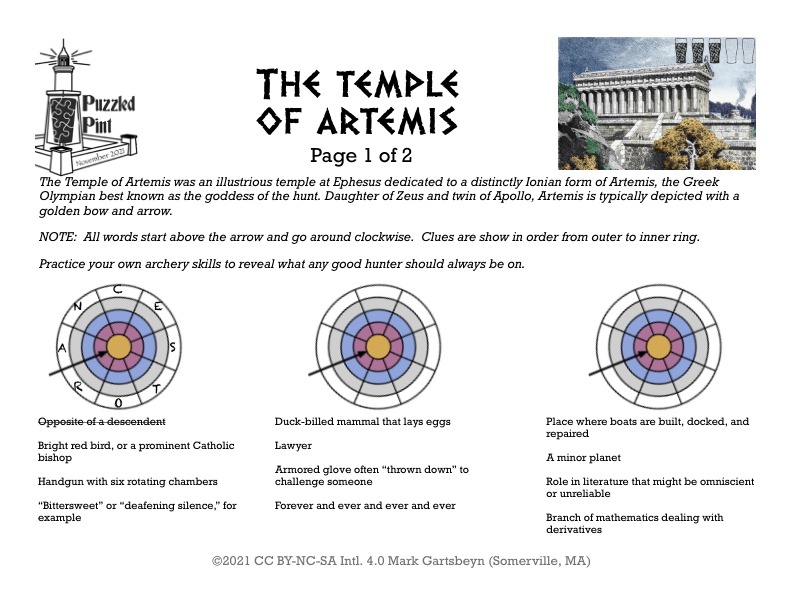 Puzzled
Pint
November 2021
THE TEMPLE
OF ARTEMIS
Page 1 of 2
The Temple of Artemis was an illustrious temple at Ephesus dedicated to a distinctly Ionian form of Artemis, the Greek
Olympian best known as the goddess of the hunt. Daughter of Zeus and twin of Apollo, Artemis is typically depicted with a
golden bow and arrow.
NOTE:  All words start above the arrow and go around clockwise.  Clues are show in order from outer to inner ring.
Practice your own archery skills to reveal what any good hunter should always be on.
A
N
C
E
S
T
O
R
Opposite of a descendent
Bright red bird, or a prominent Catholic
bishop
Handgun with six rotating chambers
“Bittersweet” or “deafening silence,” for
example
Duck-billed mammal that lays eggs
Lawyer
Armored glove often “thrown down” to
challenge someone
Forever and ever and ever and ever
Place where boats are built, docked, and
repaired
A minor planet
Role in literature that might be omniscient
or unreliable
Branch of mathematics dealing with
derivatives
©2021 CC BY-NC-SA Intl. 4.0 Mark Gartsbeyn (Somerville, MA)